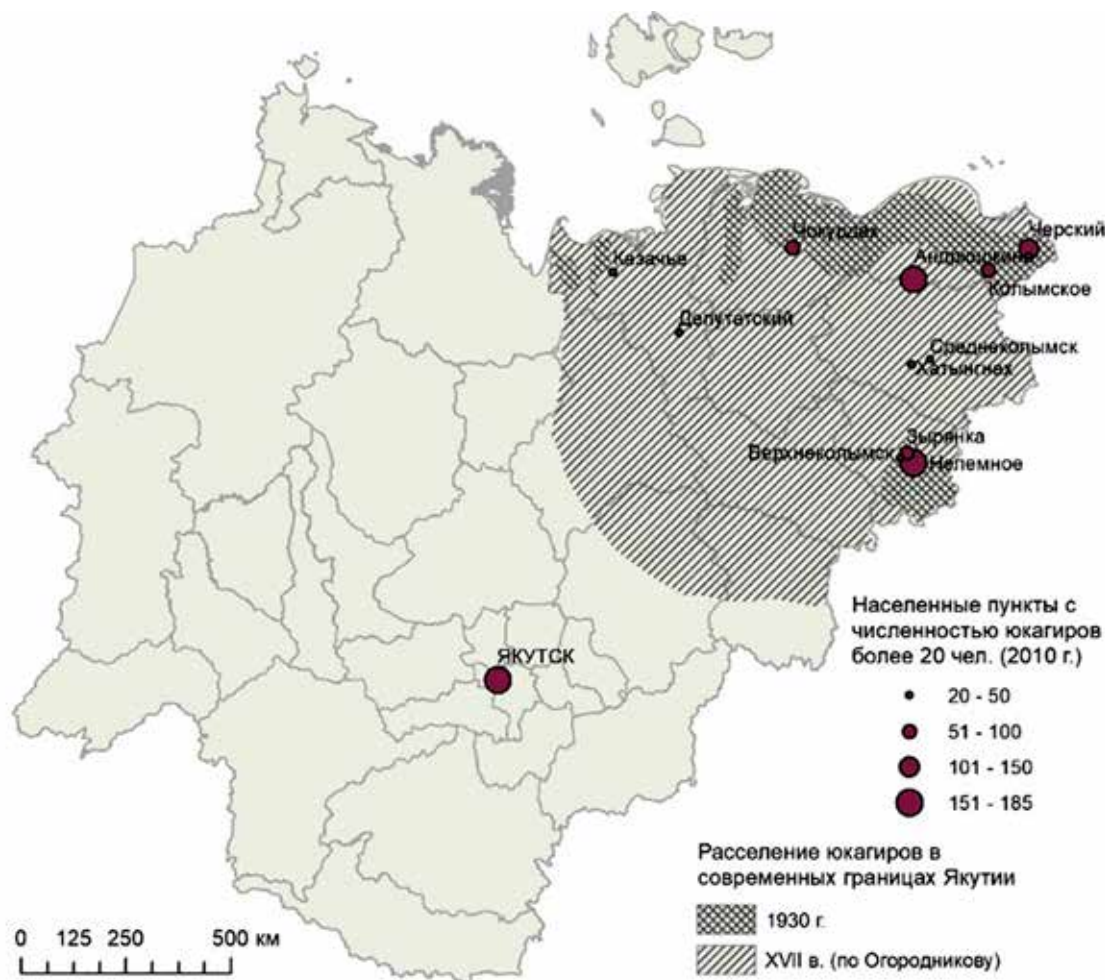 Чокурдах
Черский
Казачье
Андрюшкино
Колымское
Депутатский
Среднеколымск
Хатынгнах
Зырянка
Верхнеколымск
Нелемное
ЯКУТСК
Населенные пункты с
численностью юкагиров
более 20 чел. (2010 г.)
20 - 50
51 - 100
101 - 150
151 - 185
Расселение юкагиров в
современных границах Якутии
1930 г.
XVII в. (по Огородникову)
0 125 250 500 км